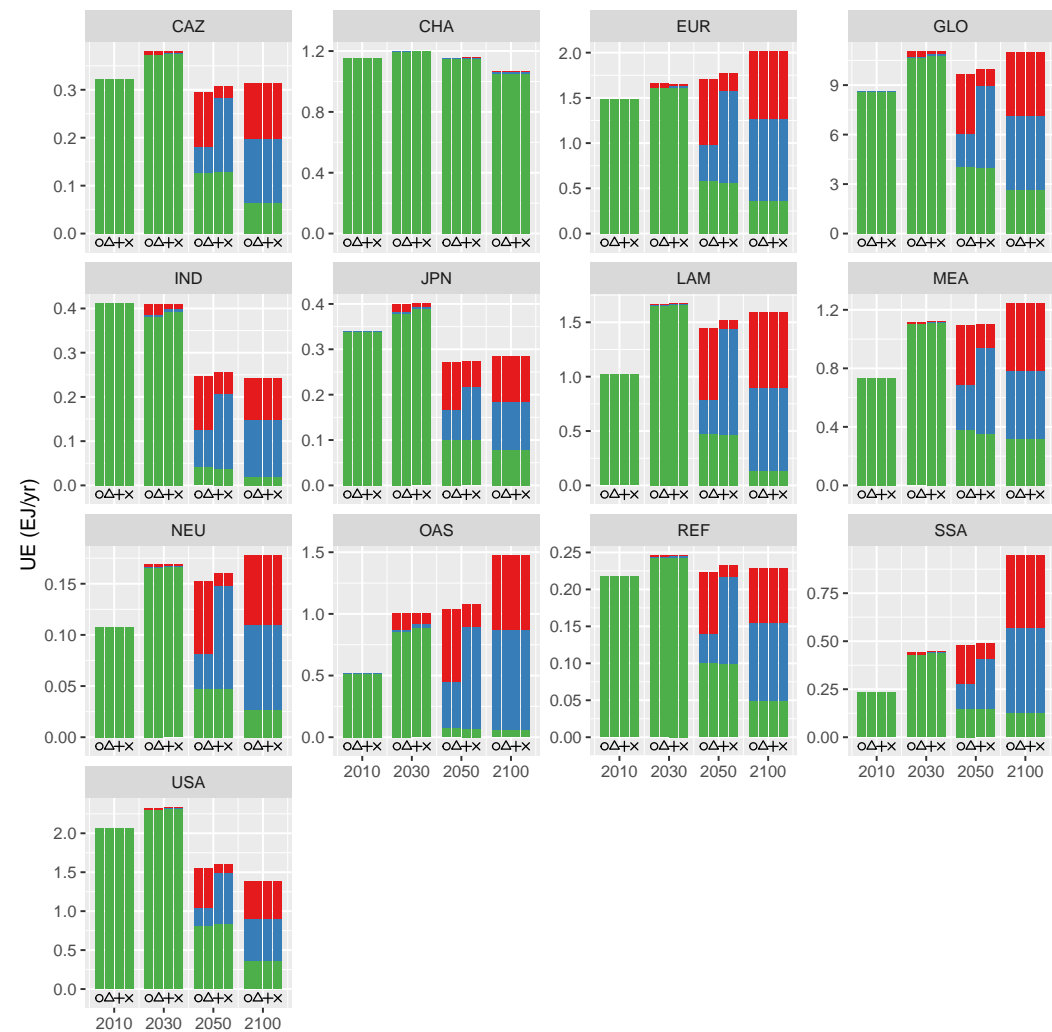 CAZ CHA EUR GLO
0.3 1.2 2.0 9
0.2 0.8 1.5 6
0.1 0.4 1.0 3
0.0 0.0 0.5 0
0.0
IND JPN LAM MEA
0.4 0.4 1.5 1.2
0.3 0.3 1.0 0.8
0.2 0.2 0.5 0.4
0.1 0.1 0.0 0.0
0.0 0.0
UE (EJ/yr)
NEU OAS REF SSA
0.15 1.5 0.25 0.75
0.10 1.0 0.20 0.50
0.05 0.5 0.15 0.25
0.00 0.0 0.10 0.00
0.05
0.00
2010 2030 2050 2100 2010 2030 2050 2100 2010 2030 2050 2100
USA
2.0
1.5
1.0
0.5
0.0
2010 2030 2050 2100